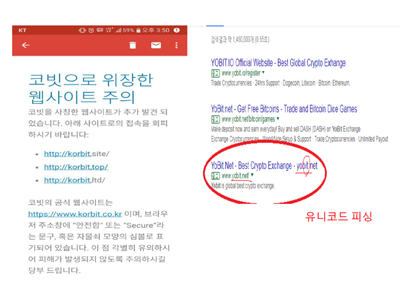 KT
59%
오후 3:50
코빗으로 위장한
웹사이트 주의
코빗을 사칭한 웹사이트가 추가 발견 되
었습니다. 아래 사이트로의 접속을 회피
하시기 바랍니다:
http://korbit.site/
http://korbit.top/
http://korbit.ltd/
코빗의 공식 웹사이트는
https://www.korbit.co.kr 이며, 브라우
저 주소창에 "안전함" 또는 "Secure"라
는 문구, 혹은 자물쇠 모양의 심볼로 표
기되어 있습니다. 이 점 각별히 유의하시
어 피해가 발생되지 않도록 주의하시길
당부 드립니다.
검색결과 약 1,490,000개
YOBIT.IO Official Website - Best Global Crypto Exhange
www.yobit.io/register
Trade Cryptocurrencies · 24hrs Support · Dogecoin, Litecoin · Bitcoin, Ethereum.
YoBit.net - Get Free Bitcoins - Trade and Bitcoin Dice Games
www.yobit.net/bitcoin/games
Make deposit now and earn everyday! Buy and sell DASH (DASH) on YoBit Exchange
Exchange Cryptocurrencies · Worldwide Setup & Support · Trade Cryptocurrencies · Unlimited Payout
YoBit.Net - Best Crypto Exchange - yobit.net
www.yobit.net/
Yobit is global best crypto exchange.
유니코드 피싱